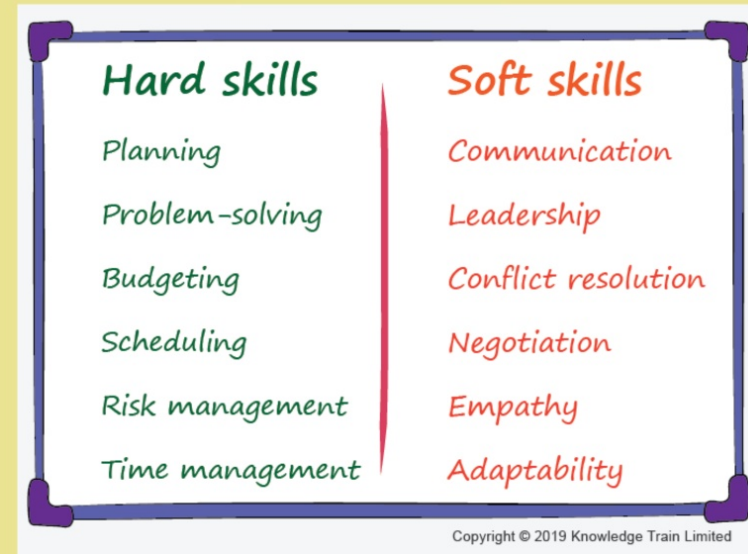 Hard skills
Planning
Problem-solving
Budgeting
Scheduling
Risk management
Time management
Soft skills
Communication
Leadership
Conflict resolution
Negotiation
Empathy
Adaptability
Copyright © 2019 Knowledge Train Limited